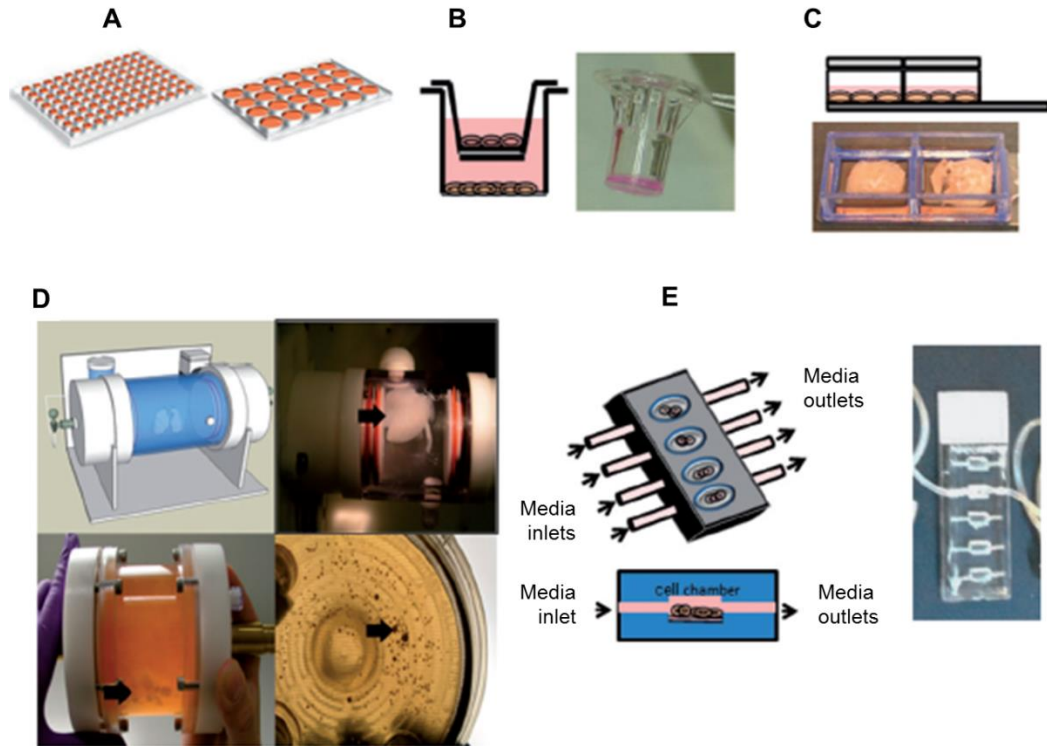 A
B
C
D
E
Media
outlets
Media
inlets
cell chamber
Media
inlet
Media
outlets